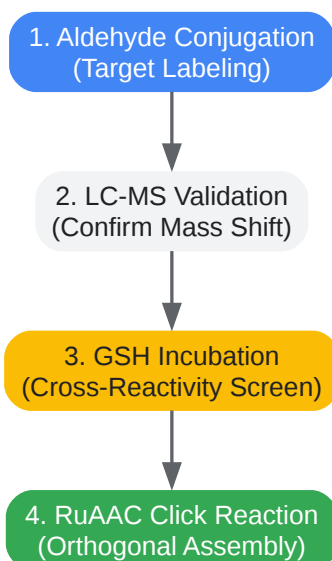 1. Aldehyde Conjugation
(Target Labeling)
2. LC-MS Validation
(Confirm Mass Shift)
3. GSH Incubation
(Cross-Reactivity Screen)
4. RuAAC Click Reaction
(Orthogonal Assembly)